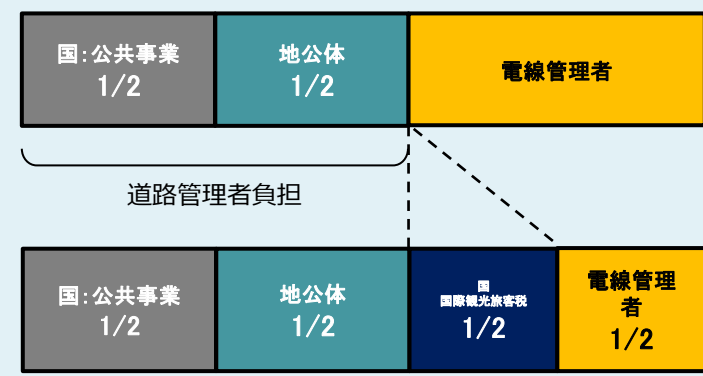 国:公共事業
1/2
地公体
1/2
電線管理者
道路管理者負担
国:公共事業
1/2
地公体
1/2
国
国際観光旅客税
1/2
電線管理
者
1/2